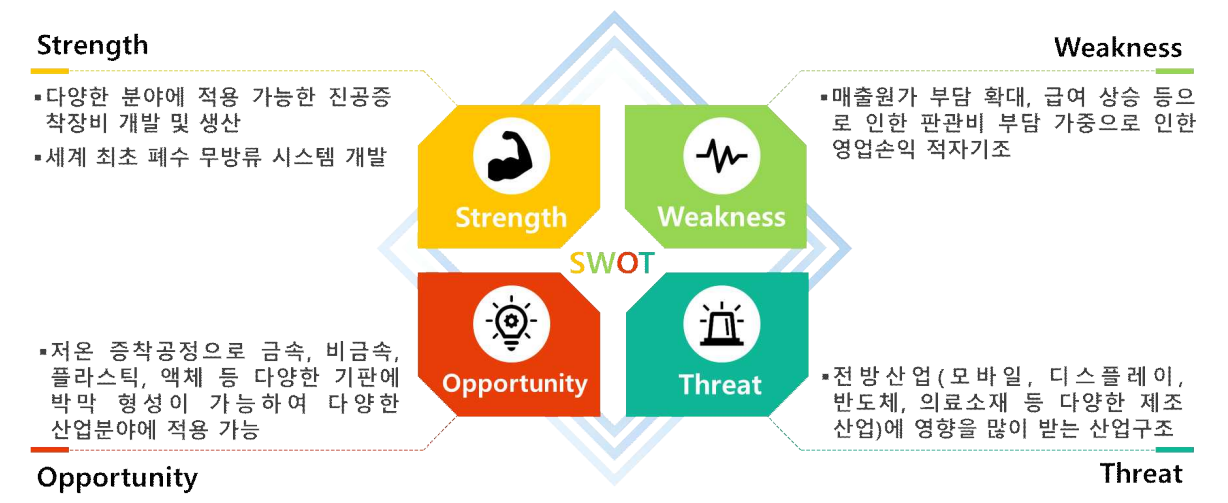 Strength
▪다양한 분야에 적용 가능한 진공증
착장비 개발 및 생산
▪세계 최초 폐수 무방류 시스템 개발
Weakness
▪매출원가 부담 확대, 급여 상승 등으
로 인한 판관비 부담 가중으로 인한
영업손익 적자기조
Strength
Weakness
SWOT
Opportunity
Threat
▪저온 증착공정으로 금속, 비금속,
플라스틱, 액체 등 다양한 기판에
박막 형성이 가능하여 다양한
산업분야에 적용 가능
Opportunity
▪전방산업(모바일, 디스플레이,
반도체, 의료소재 등 다양한 제조
산업)에 영향을 많이 받는 산업구조
Threat